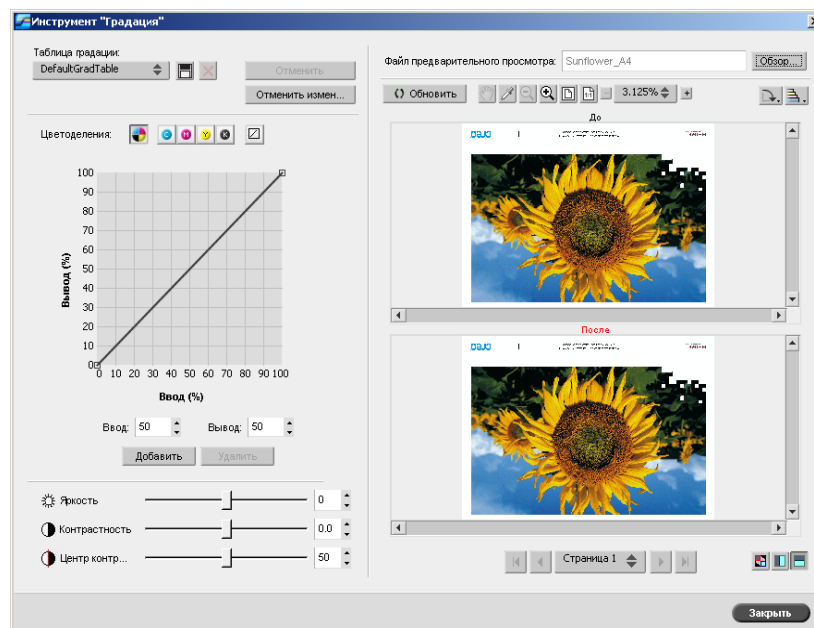 Инструмент "Градация"
Таблица градации:
DefaultGradTable
Отменить
Отменить измен...
Цветоделения:
C M Y K
100
90
80
70
60
50
40
30
20
10
0
Вывод (%)
0 10 20 30 40 50 60 70 80 90 100
Ввод (%)
Ввод: 50 Вывод: 50
Добавить Удалить
Яркость 0
Контрастность 0.0
Центр контр... 50
Файл предварительного просмотра: Sunflower_A4 Обзор...
Обновить 1:1 3.125%
До
После
Страница 1
Закрыть